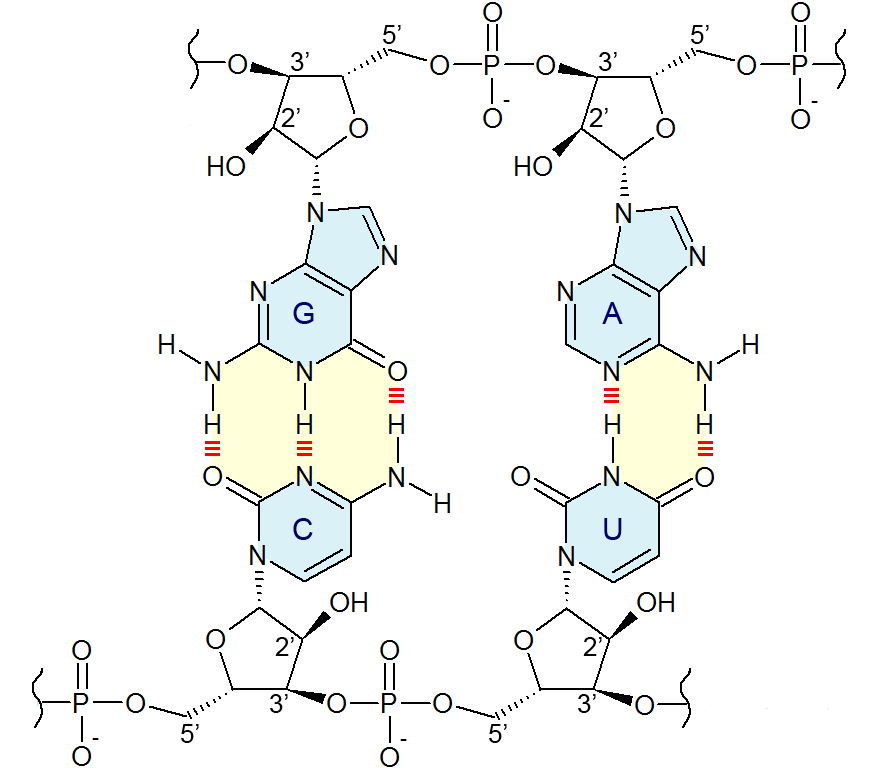 O O
5' 5'
O 3' O P O 3' O P
O- O-
2' O 2' O
HO HO
N N
N N
N G N A
H H
N N O N N
H H H H H
O N N O N O
H
C U
N N
OH OH
O 2' O 2'
O O
P O 3' O P O 3' O
5' 5'
O- O-